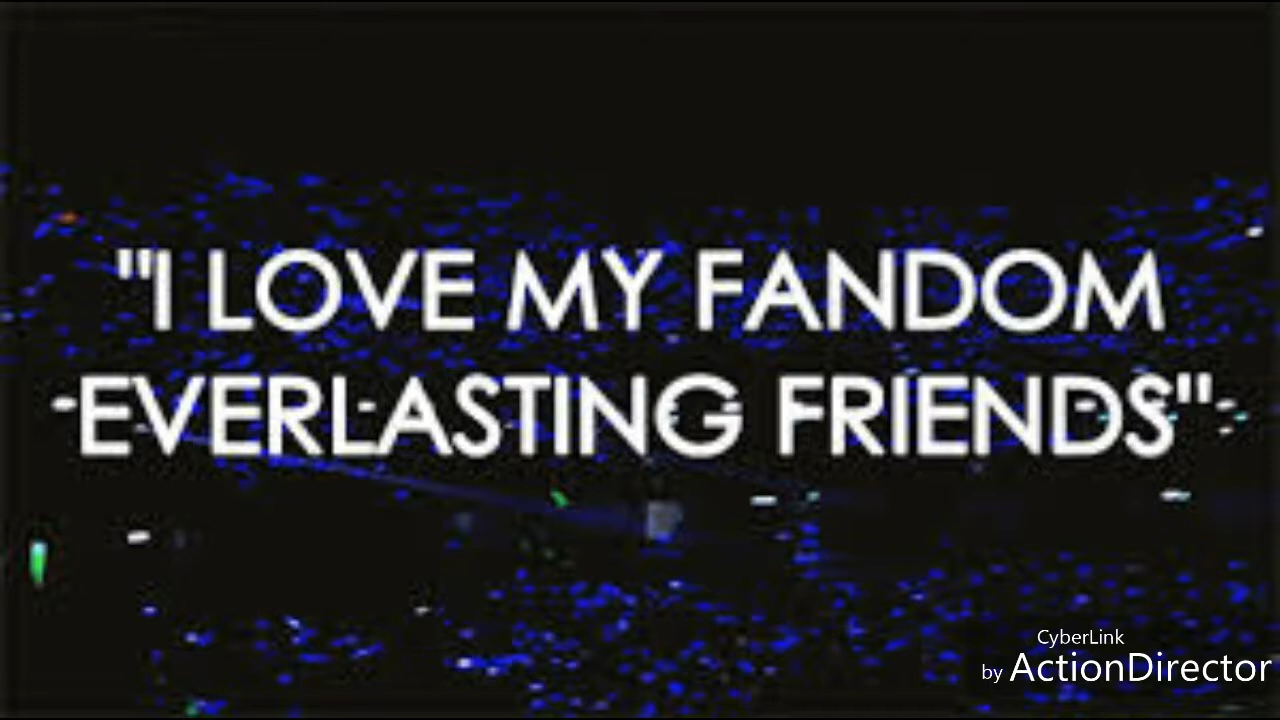 "I LOVE MY FANDOM
EVERLASTING FRIENDS"
CyberLink
by ActionDirector